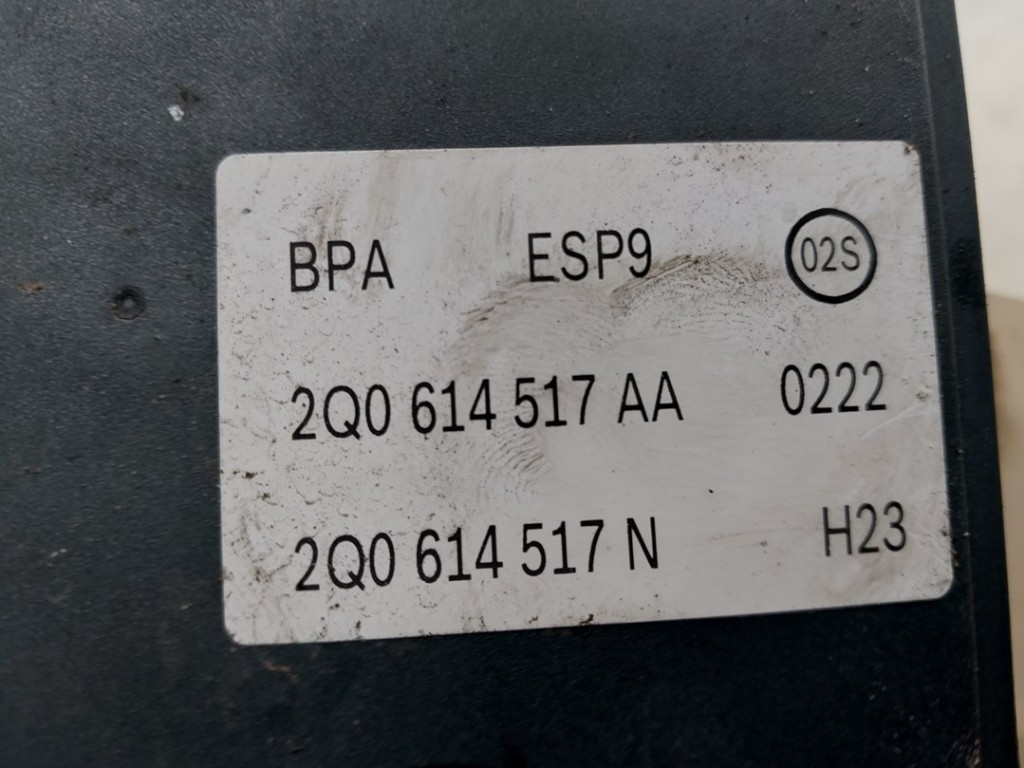 BPA ESP9 02S
2Q0 614 517 AA 0222
2Q0 614 517 N H23